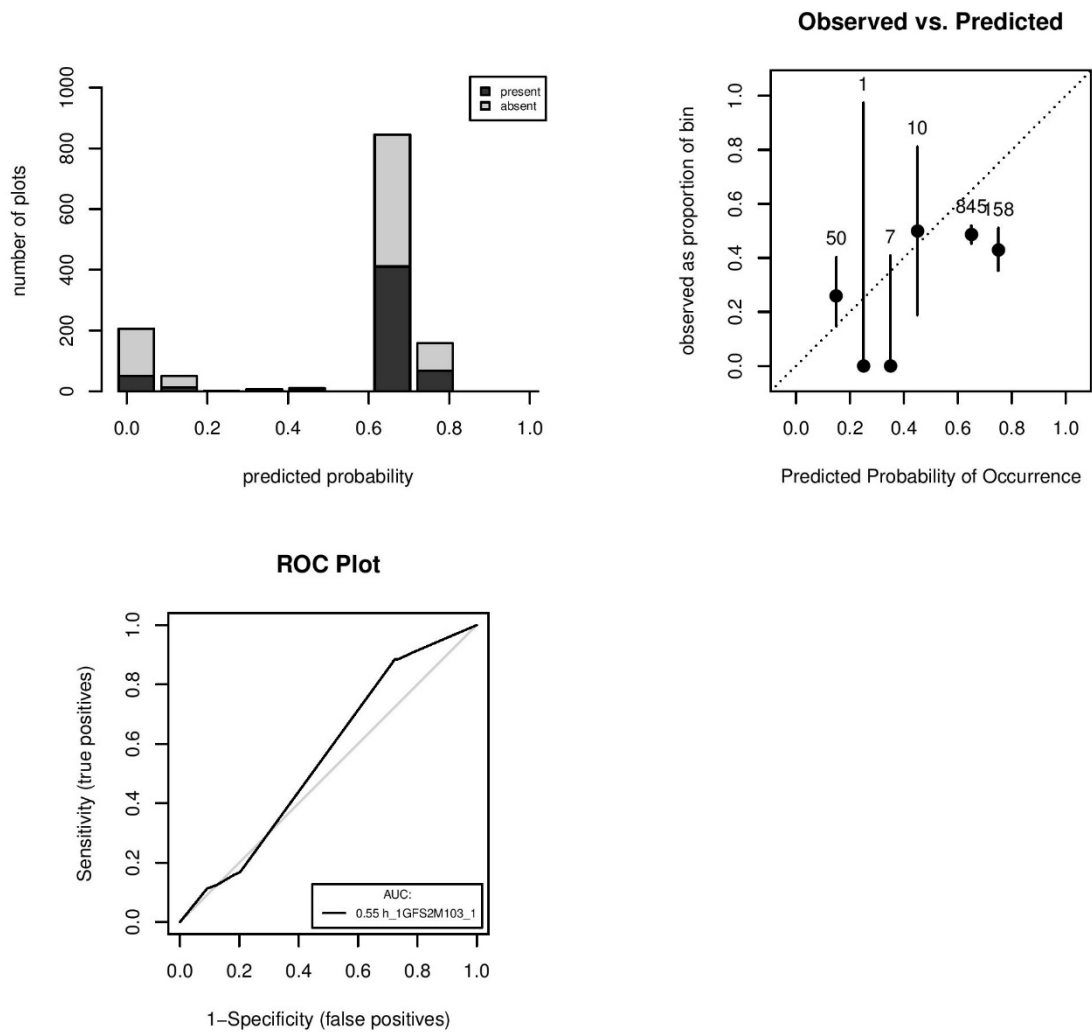 number of plots
0
200
400
600
800
1000
present
absent
0.0 0.2 0.4 0.6 0.8 1.0
predicted probability
Observed vs. Predicted
observed as proportion of bin
0.0
0.2
0.4
0.6
0.8
1.0
50
1
7
10
845
158
0.0 0.2 0.4 0.6 0.8 1.0
Predicted Probability of Occurrence
ROC Plot
Sensitivity (true positives)
0.0
0.2
0.4
0.6
0.8
1.0
AUC:
0.55 h_1GFS2M103_1
0.0 0.2 0.4 0.6 0.8 1.0
1−Specificity (false positives)